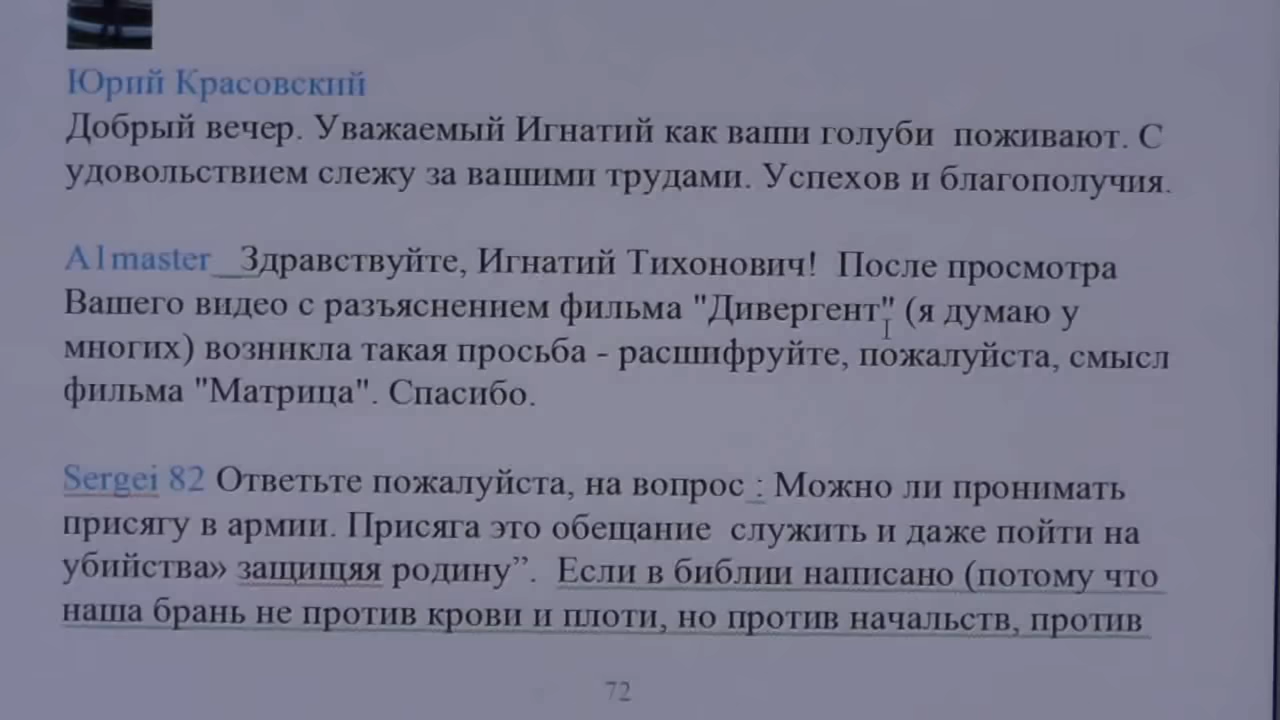 Юрий Красовский
Добрый вечер. Уважаемый Игнатий как ваши голуби поживают. С
удовольствием слежу за вашими трудами. Успехов и благополучия.
A1master_ Здравствуйте, Игнатий Тихонович! После просмотра
Вашего видео с разъяснением фильма "Дивергент" (я думаю у
многих) возникла такая просьба - расшифруйте, пожалуйста, смысл
фильма "Матрица". Спасибо.
Sergei 82 Ответьте пожалуйста, на вопрос : Можно ли пронимать
присягу в армии. Присяга это обещание служить и даже пойти на
убийства» защищяя родину”. Если в библии написано (потому что
наша брань не против крови и плоти, но против начальств, против
72